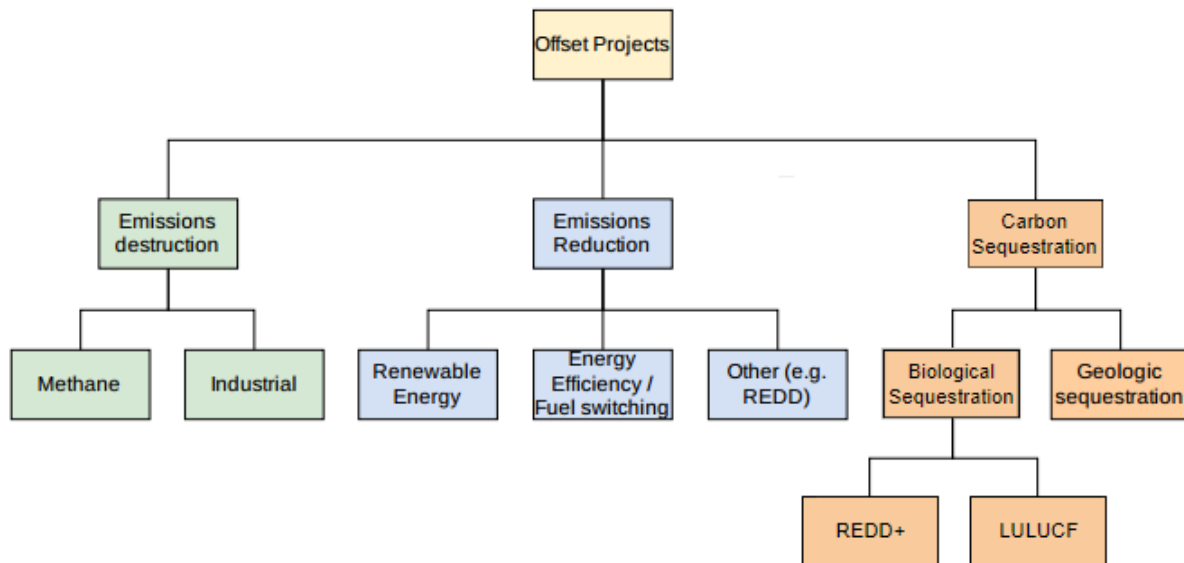 Offset Projects
Emissions
destruction
Emissions
Reduction
Carbon
Sequestration
Methane
Industrial
Renewable
Energy
Energy
Efficiency /
Fuel switching
Other (e.g.
REDD)
Biological
Sequestration
Geologic
sequestration
REDD+
LULUCF